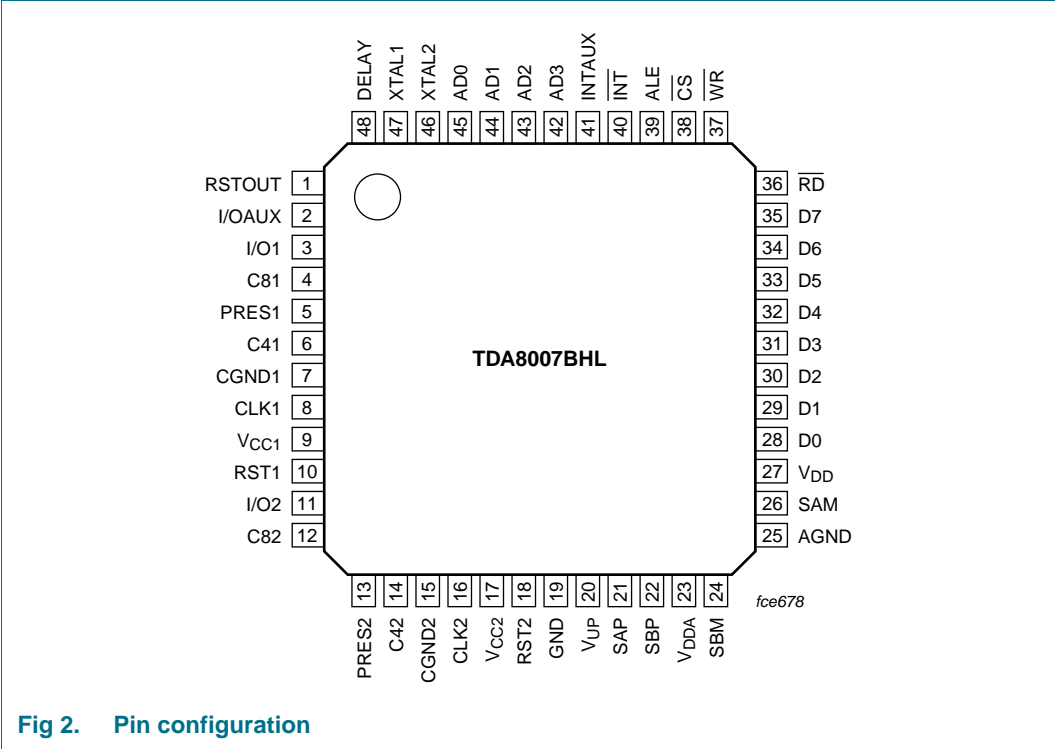 DELAY
XTAL1
XTAL2
AD0
AD1
AD2
AD3
INTAUX
INT
ALE
CS
WR
48
47
46
45
44
43
42
41
40
39
38
37
RSTOUT 1
I/OAUX 2
I/O1 3
C81 4
PRES1 5
C41 6
CGND1 7
CLK1 8
VCC1 9
RST1 10
I/O2 11
C82 12
TDA8007BHL
36 RD
35 D7
34 D6
33 D5
32 D4
31 D3
30 D2
29 D1
28 D0
27 VDD
26 SAM
25 AGND
13
14
15
16
17
18
19
20
21
22
23
24
PRES2
C42
CGND2
CLK2
VCC2
RST2
GND
VUP
SAP
SBP
VDDA
SBM
fce678
Fig 2. Pin configuration